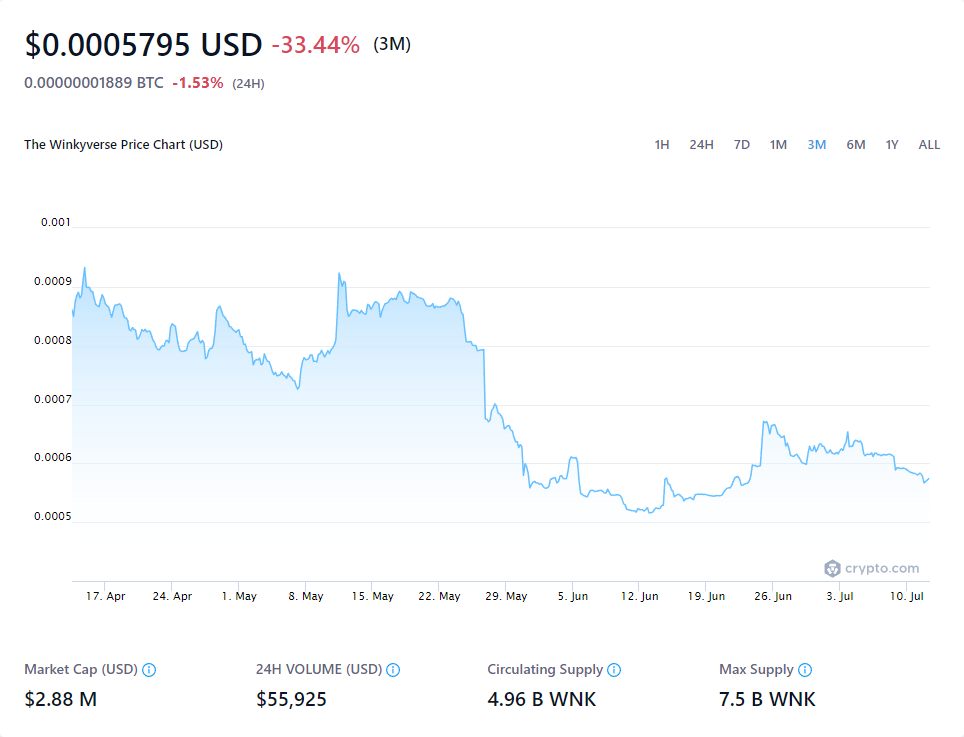 $0.0005795 USD -33.44% (3M)
0.00000001889 BTC -1.53% (24H)
The Winkyverse Price Chart (USD) 1H 24H 7D 1M 3M 6M 1Y ALL
0.001
0.0009
0.0008
0.0007
0.0006
0.0005
crypto.com
17. Apr 24. Apr 1. May 8. May 15. May 22. May 29. May 5. Jun 12. Jun 19. Jun 26. Jun 3. Jul 10. Jul
Market Cap (USD) 24H VOLUME (USD) Circulating Supply Max Supply
$2.88 M $55,925 4.96 B WNK 7.5 B WNK